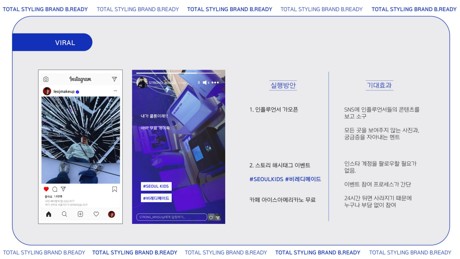 TOTAL STYLING BRAND B.READY TOTAL STYLING BRAND B.READY TOTAL STYLING BRAND B.READY TOTAL STYLING BRAND B.READY TOTAL STYLING BRAND B.READY
VIRAL
Instagram
leojmakeup
#SEOUL KIDS
#비레디메이드
실행방안
1. 인플루언서 가오픈
2. 스토리 해시태그 이벤트
#SEOULKIDS #비레디메이드
카페 아이스아메리카노 무료
기대효과
SNS에 인플루언서들의 콘텐츠를
보고 소구
모든 곳을 보여주지 않는 사진과,
궁금증을 자아내는 멘트
인스타 계정을 팔로우할 필요가
없음.
이벤트 참여 프로세스가 간단
24시간 뒤면 사라지기 때문에
누구나 부담 없이 참여
TOTAL STYLING BRAND B.READY TOTAL STYLING BRAND B.READY TOTAL STYLING BRAND B.READY TOTAL STYLING BRAND B.READY TOTAL STYLING BRAND B.READY